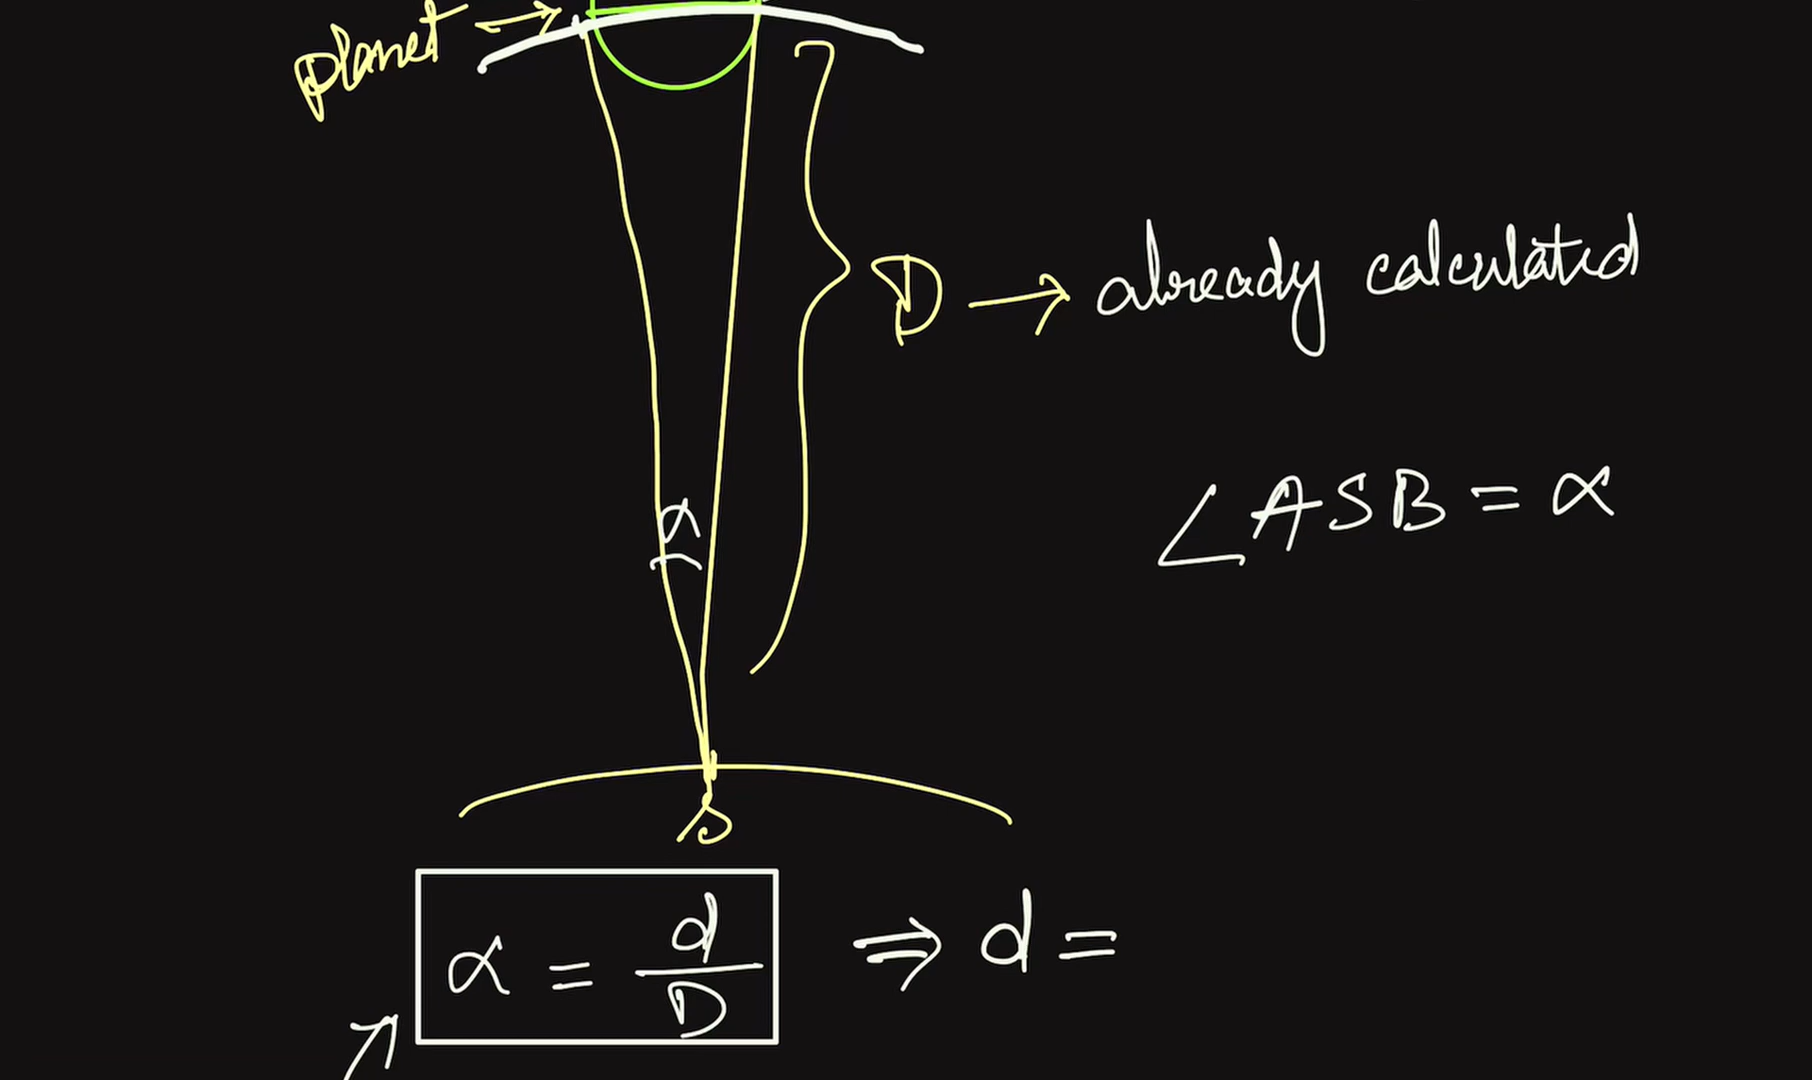 planet →
D → already calculated
∠ASB = α
α
S
α = d/D ⇒ d =